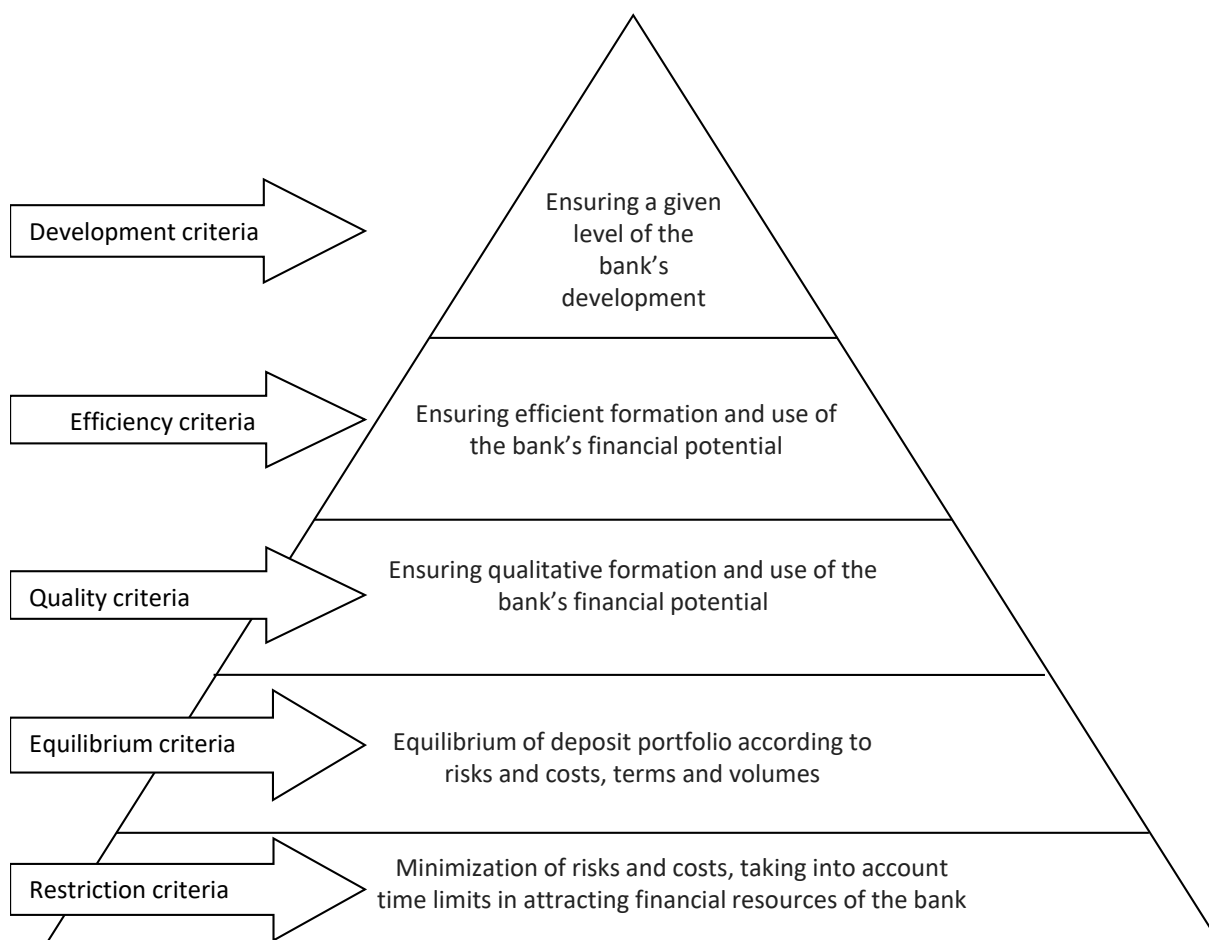 Development criteria
Ensuring a given
level of the
bank’s
development
Efficiency criteria
Ensuring efficient formation and use of
the bank’s financial potential
Quality criteria
Ensuring qualitative formation and use of the
bank’s financial potential
Equilibrium criteria
Equilibrium of deposit portfolio according to
risks and costs, terms and volumes
Restriction criteria
Minimization of risks and costs, taking into account
time limits in attracting financial resources of the bank